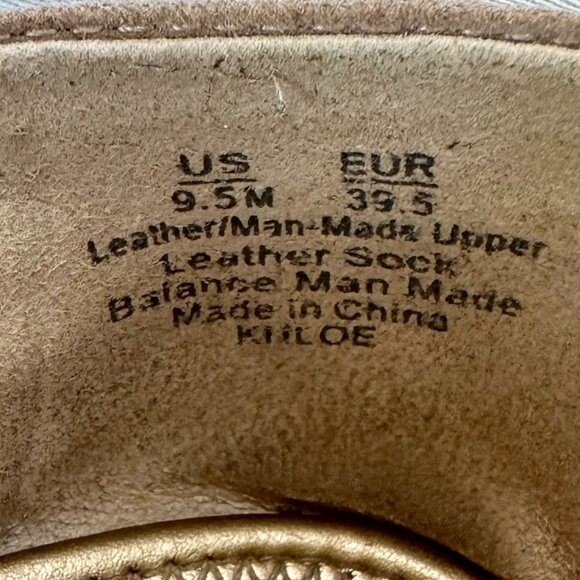 US EUR
9.5M 39.5
Leather/Man-Made Upper
Leather Sock
Balance Man Made
Made in China
KHLOE